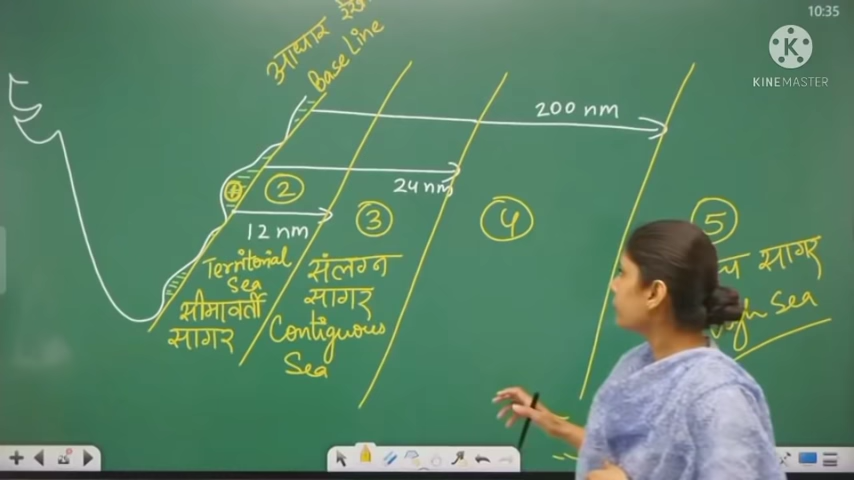 10:35
KINEMASTER
आधार रेखा
Base Line
200 nm
24 nm
12 nm
1
2
3
4
5
Territorial
Sea
सीमावर्ती
सागर
संलग्न
सागर
Contiguous
Sea
सागर
Sea